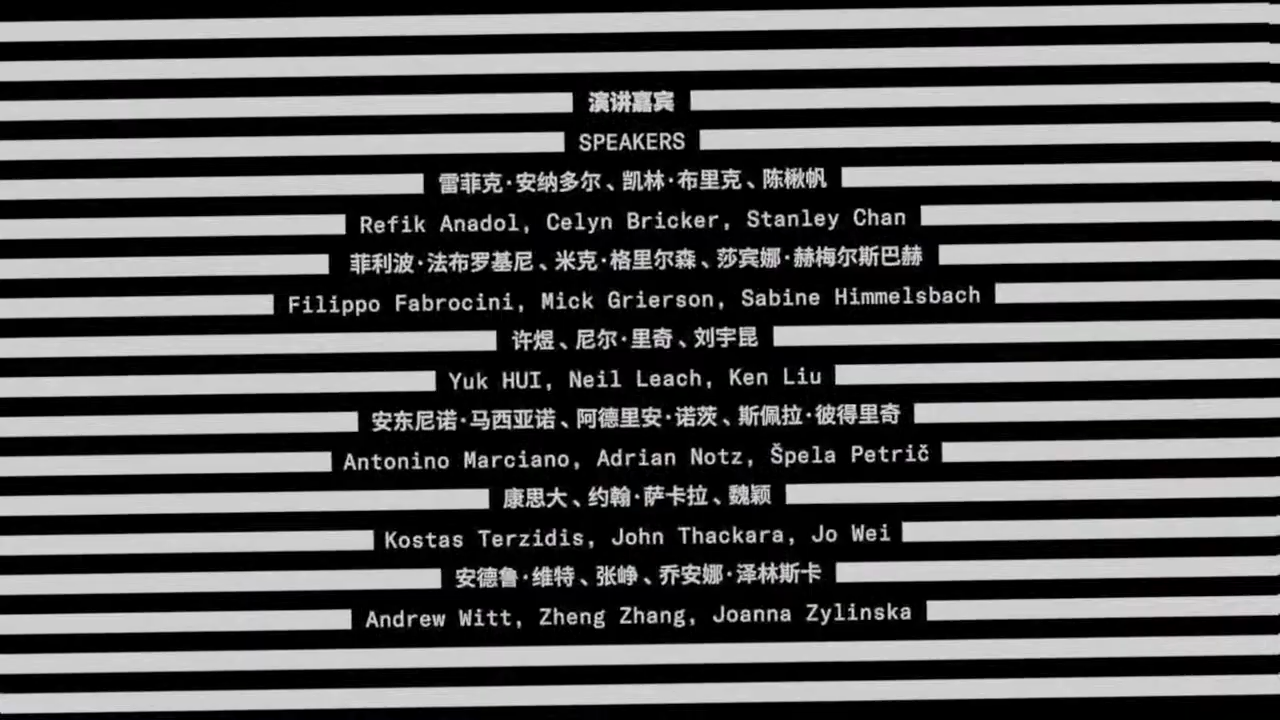 演讲嘉宾
SPEAKERS
雷菲克·安纳多尔、凯林·布里克、陈楸帆
Refik Anadol, Celyn Bricker, Stanley Chan
菲利波·法布罗基尼、米克·格里尔森、莎宾娜·赫梅尔斯巴赫
Filippo Fabrocini, Mick Grierson, Sabine Himmelsbach
许煜、尼尔·里奇、刘宇昆
Yuk HUI, Neil Leach, Ken Liu
安东尼诺·马西亚诺、阿德里安·诺茨、斯佩拉·彼得里奇
Antonino Marciano, Adrian Notz, Špela Petrič
康思大、约翰·萨卡拉、魏颖
Kostas Terzidis, John Thackara, Jo Wei
安德鲁·维特、张峥、乔安娜·泽林斯卡
Andrew Witt, Zheng Zhang, Joanna Zylinska